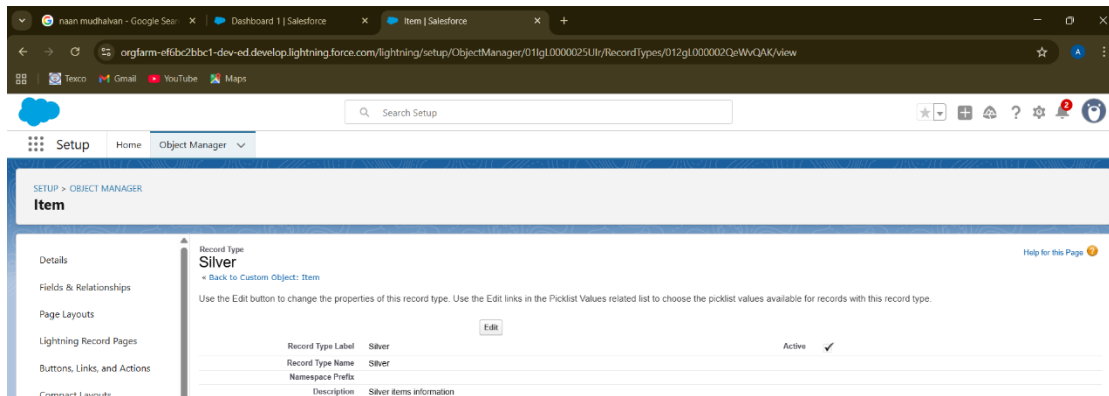 naan mudhalvan - Google Sear
Dashboard 1 | Salesforce
Item | Salesforce
orgfarm-ef6bc2bbc1-dev-ed.develop.lightning.force.com/lightning/setup/ObjectManager/01IgL0000025UIr/RecordTypes/012gL000002QeWvQAK/view
A
Texco Gmail YouTube Maps
Search Setup
2
Setup Home Object Manager
SETUP > OBJECT MANAGER
Item
Details
Fields & Relationships
Page Layouts
Lightning Record Pages
Buttons, Links, and Actions
Compact Layouts
Record Type
Silver
« Back to Custom Object: Item
Help for this Page
Use the Edit button to change the properties of this record type. Use the Edit links in the Picklist Values related list to choose the picklist values available for records with this record type.
Edit
Record Type Label Silver Active ✓
Record Type Name Silver
Namespace Prefix
Description Silver items information